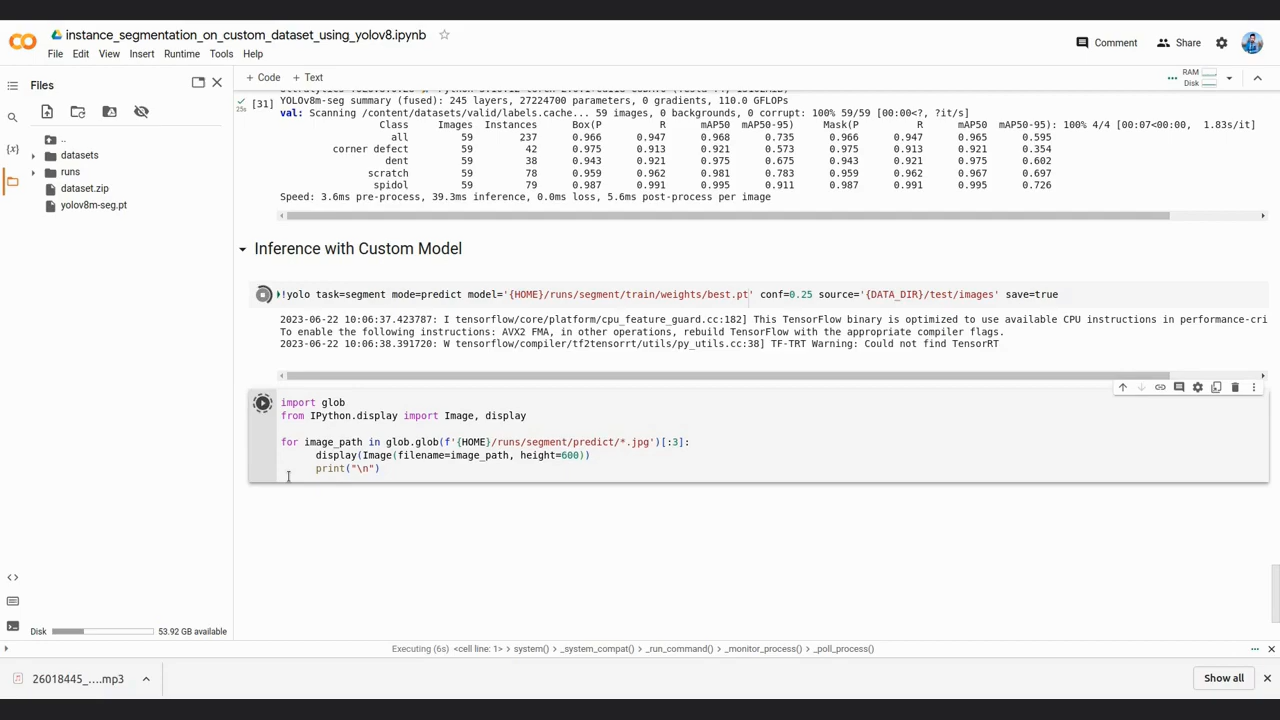 instance_segmentation_on_custom_dataset_using_yolov8.ipynb
File Edit View Insert Runtime Tools Help
Comment
Share
Files
+ Code + Text
RAM
Disk
..
datasets
runs
dataset.zip
yolov8m-seg.pt
[31]
25s
YOLOv8m-seg summary (fused): 245 layers, 27224700 parameters, 0 gradients, 110.0 GFLOPs
val: Scanning /content/datasets/valid/labels.cache... 59 images, 0 backgrounds, 0 corrupt: 100% 59/59 [00:00<?, ?it/s]
Class Images Instances Box(P R mAP50 mAP50-95) Mask(P R mAP50 mAP50-95): 100% 4/4 [00:07<00:00, 1.83s/it]
all 59 237 0.966 0.947 0.968 0.735 0.966 0.947 0.965 0.595
corner defect 59 42 0.975 0.913 0.921 0.573 0.975 0.913 0.921 0.354
dent 59 38 0.943 0.921 0.975 0.675 0.943 0.921 0.975 0.602
scratch 59 78 0.959 0.962 0.981 0.783 0.959 0.962 0.967 0.697
spidol 59 79 0.987 0.991 0.995 0.911 0.987 0.991 0.995 0.726
Speed: 3.6ms pre-process, 39.3ms inference, 0.0ms loss, 5.6ms post-process per image
Inference with Custom Model
!yolo task=segment mode=predict model='{HOME}/runs/segment/train/weights/best.pt' conf=0.25 source='{DATA_DIR}/test/images' save=true
2023-06-22 10:06:37.423787: I tensorflow/core/platform/cpu_feature_guard.cc:182] This TensorFlow binary is optimized to use available CPU instructions in performance-cri
To enable the following instructions: AVX2 FMA, in other operations, rebuild TensorFlow with the appropriate compiler flags.
2023-06-22 10:06:38.391720: W tensorflow/compiler/tf2tensorrt/utils/py_utils.cc:38] TF-TRT Warning: Could not find TensorRT
import glob
from IPython.display import Image, display
for image_path in glob.glob(f'{HOME}/runs/segment/predict/*.jpg')[:3]:
display(Image(filename=image_path, height=600))
print("\n")
Disk
53.92 GB available
Executing (6s) <cell line: 1> > system() > _system_compat() > _run_command() > _monitor_process() > _poll_process()
26018445_....mp3
Show all